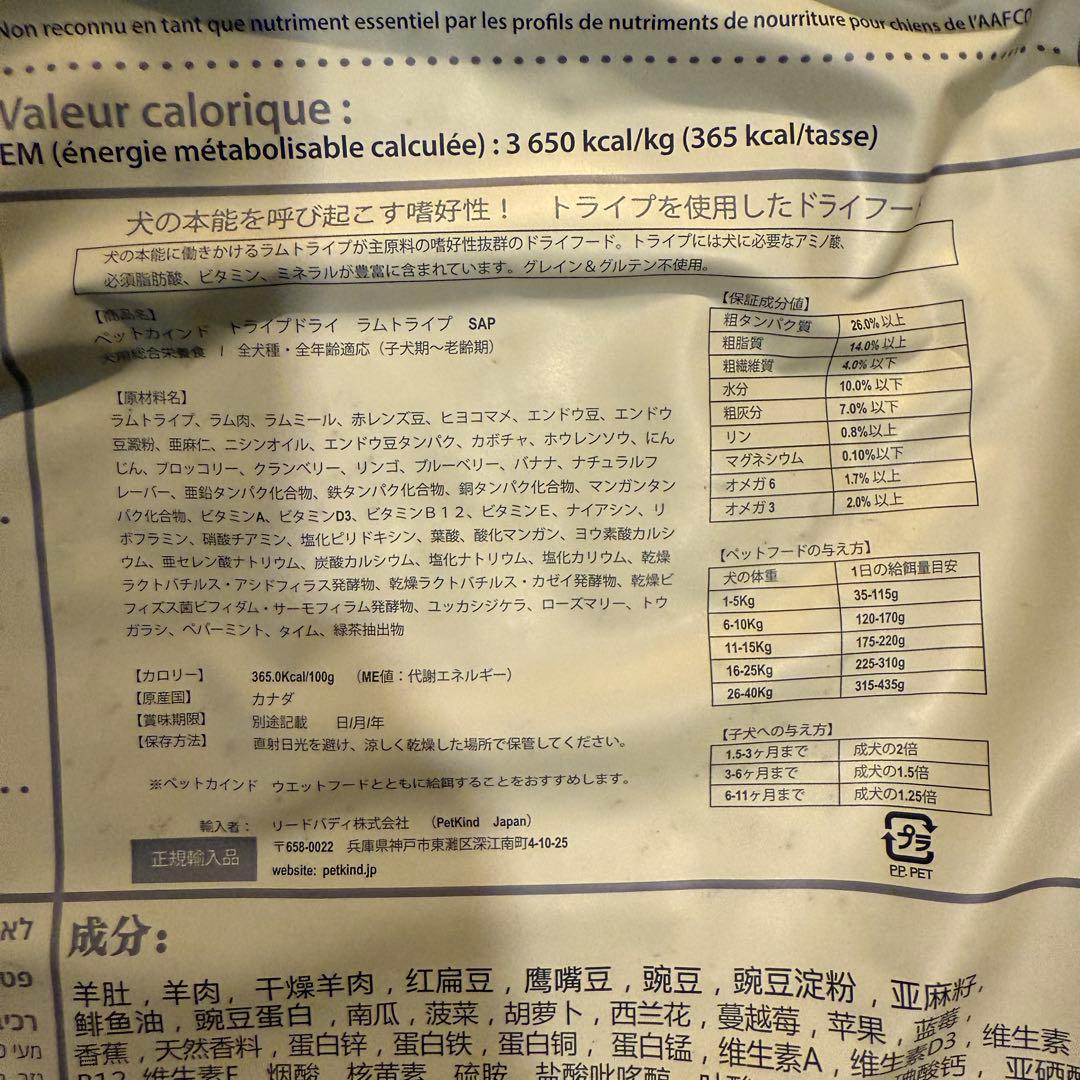 Non reconnu en tant que nutriment essentiel par les profils de nutriments de nourriture pour chiens de l'AAFCO
Valeur calorique :
EM (énergie métabolisable calculée) : 3 650 kcal/kg (365 kcal/tasse)
犬の本能を呼び起こす嗜好性！ トライプを使用したドライフー
犬の本能に働きかけるラムトライプが主原料の嗜好性抜群のドライフード。トライプには犬に必要なアミノ酸、
必須脂肪酸、ビタミン、ミネラルが豊富に含まれています。グレイン＆グルテン不使用。
【商品名】
ペットカインド トライプドライ ラムトライプ SAP
犬用総合栄養食 / 全犬種・全年齢適応（子犬期～老齢期）
【原材料名】
ラムトライプ、ラム肉、ラムミール、赤レンズ豆、ヒヨコマメ、エンドウ豆、エンドウ
豆澱粉、亜麻仁、ニシンオイル、エンドウ豆タンパク、カボチャ、ホウレンソウ、にん
じん、ブロッコリー、クランベリー、リンゴ、ブルーベリー、バナナ、ナチュラルフ
レーバー、亜鉛タンパク化合物、鉄タンパク化合物、銅タンパク化合物、マンガンタン
パク化合物、ビタミンA、ビタミンD3、ビタミンＢ１２、ビタミンＥ、ナイアシン、リ
ボフラミン、硝酸チアミン、塩化ピリドキシン、葉酸、酸化マンガン、ヨウ素酸カルシ
ウム、亜セレン酸ナトリウム、炭酸カルシウム、塩化ナトリウム、塩化カリウム、乾燥
ラクトバチルス・アシドフィラス発酵物、乾燥ラクトバチルス・カゼイ発酵物、乾燥ビ
フィズス菌ビフィダム・サーモフィラム発酵物、ユッカシジケラ、ローズマリー、トウ
ガラシ、ペパーミント、タイム、緑茶抽出物
【カロリー】 365.0Kcal/100g （ME値：代謝エネルギー）
【原産国】 カナダ
【賞味期限】 別途記載 日/月/年
【保存方法】 直射日光を避け、涼しく乾燥した場所で保管してください。
※ペットカインド ウエットフードとともに給餌することをおすすめします。
輸入者： リードバディ株式会社 （PetKind Japan）
正規輸入品 〒658-0022 兵庫県神戸市東灘区深江南町4-10-25
website: petkind.jp
【保証成分値】
粗タンパク質 26.0%以上
粗脂質 14.0%以上
粗繊維質 4.0%以下
水分 10.0%以下
粗灰分 7.0%以下
リン 0.8%以上
マグネシウム 0.10%以下
オメガ6 1.7%以上
オメガ3 2.0%以上
【ペットフードの与え方】
犬の体重 1日の給餌量目安
1-5Kg 35-115g
6-10Kg 120-170g
11-15Kg 175-220g
16-25Kg 225-310g
26-40Kg 315-435g
【子犬への与え方】
1.5-3ヶ月まで 成犬の2倍
3-6ヶ月まで 成犬の1.5倍
6-11ヶ月まで 成犬の1.25倍
プラ
PP. PET
成分：
羊肚，羊肉，干燥羊肉，红扁豆，鹰嘴豆，豌豆，豌豆淀粉，亚麻籽，
鲱鱼油，豌豆蛋白，南瓜，菠菜，胡萝卜，西兰花，蔓越莓，苹果，蓝莓，
香蕉，天然香料，蛋白锌，蛋白铁，蛋白铜，蛋白锰，维生素A，维生素D3，维生素
B12，维生素E，烟酸，核黄素，硫胺，盐酸吡哆醇，